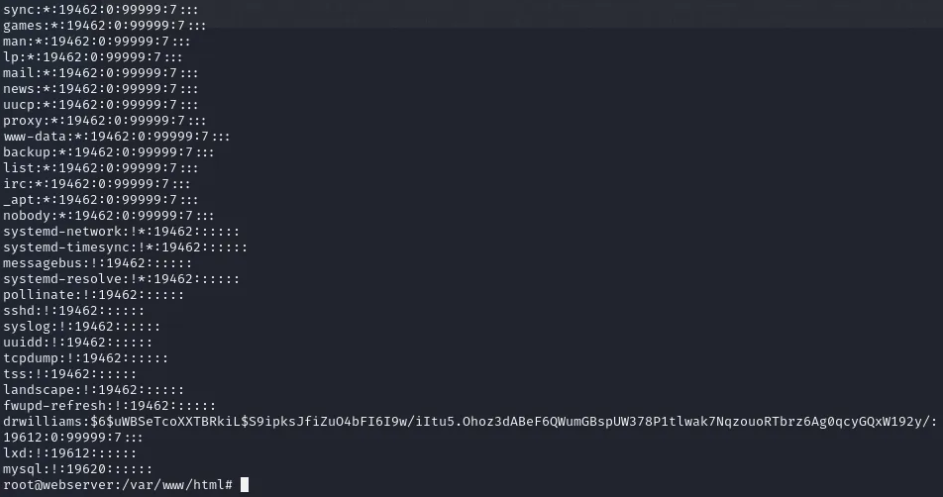 sync:*:19462:0:99999:7:::
games:*:19462:0:99999:7:::
man:*:19462:0:99999:7:::
lp:*:19462:0:99999:7:::
mail:*:19462:0:99999:7:::
news:*:19462:0:99999:7:::
uucp:*:19462:0:99999:7:::
proxy:*:19462:0:99999:7:::
www-data:*:19462:0:99999:7:::
backup:*:19462:0:99999:7:::
list:*:19462:0:99999:7:::
irc:*:19462:0:99999:7:::
_apt:*:19462:0:99999:7:::
nobody:*:19462:0:99999:7:::
systemd-network:!*:19462::::::
systemd-timesync:!*:19462::::::
messagebus:!:19462::::::
systemd-resolve:!*:19462::::::
pollinate:!:19462::::::
sshd:!:19462::::::
syslog:!:19462::::::
uuidd:!:19462::::::
tcpdump:!:19462::::::
tss:!:19462::::::
landscape:!:19462::::::
fwupd-refresh:!:19462::::::
drwilliams:$6$uWBSeTcoXXTBRkiL$S9ipksJfiZuO4bFI6I9w/iItu5.Ohoz3dABeF6QWumGBspUW378P1tlwak7NqzouoRTbrz6Ag0qcyGQxW192y/:
19612:0:99999:7:::
lxd:!:19612::::::
mysql:!:19620::::::
root@webserver:/var/www/html#